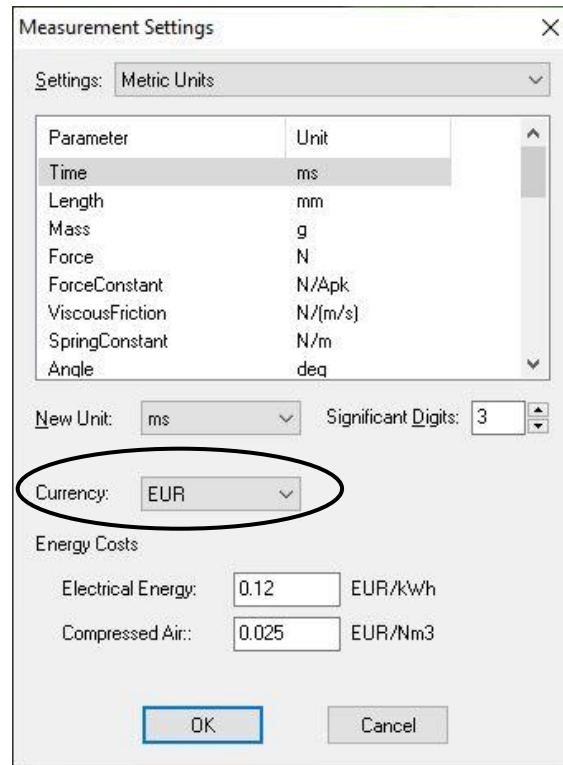 Measurement Settings
Settings: Metric Units
Parameter Unit
Time ms
Length mm
Mass g
Force N
ForceConstant N/Apk
ViscousFriction N/(m/s)
SpringConstant N/m
Angle deg
New Unit: ms Significant Digits: 3
Currency: EUR
Energy Costs
Electrical Energy: 0.12 EUR/kWh
Compressed Air:: 0.025 EUR/Nm3
OK Cancel